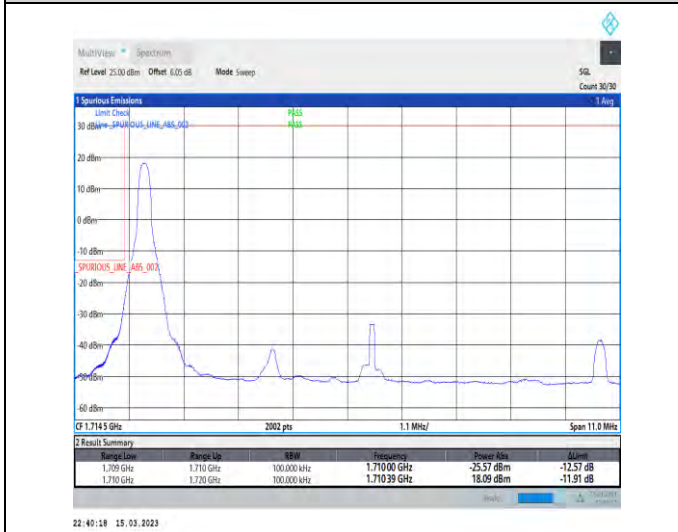 MultiView Spectrum
Ref Level 25.00 dBm Offset 6.05 dB Mode Sweep SGL
Count 30/30
1 Spurious Emissions 1 Avg
Limit Check PASS
30 dBm Line _SPURIOUS_LINE_ABS_002 PASS
20 dBm
10 dBm
0 dBm
-10 dBm
_SPURIOUS_LINE_ABS_002
-20 dBm
-30 dBm
-40 dBm
-50 dBm
-60 dBm
CF 1.7145 GHz 2002 pts 1.1 MHz/ Span 11.0 MHz
2 Result Summary
Range Low Range Up RBW Frequency Power Abs ΔLimit
1.709 GHz 1.710 GHz 100.000 kHz 1.71000 GHz -25.57 dBm -12.57 dB
1.710 GHz 1.720 GHz 100.000 kHz 1.71039 GHz 18.09 dBm -11.91 dB
22:40:18 15.03.2023